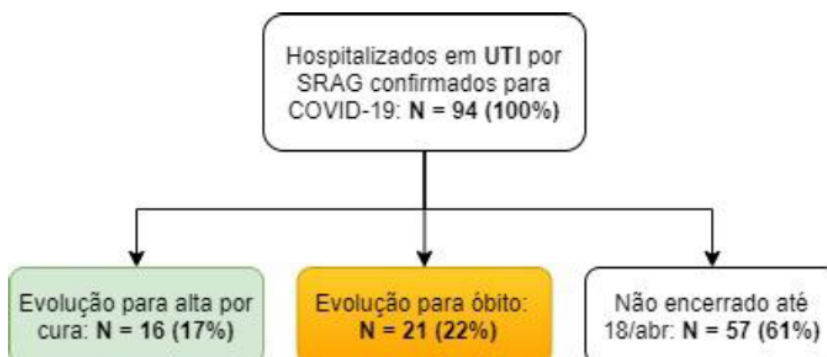 Hospitalizados em UTI por
SRAG confirmados para
COVID-19: N = 94 (100%)
Evolução para alta por
cura: N = 16 (17%)
Evolução para óbito:
N = 21 (22%)
Não encerrado até
18/abr: N = 57 (61%)